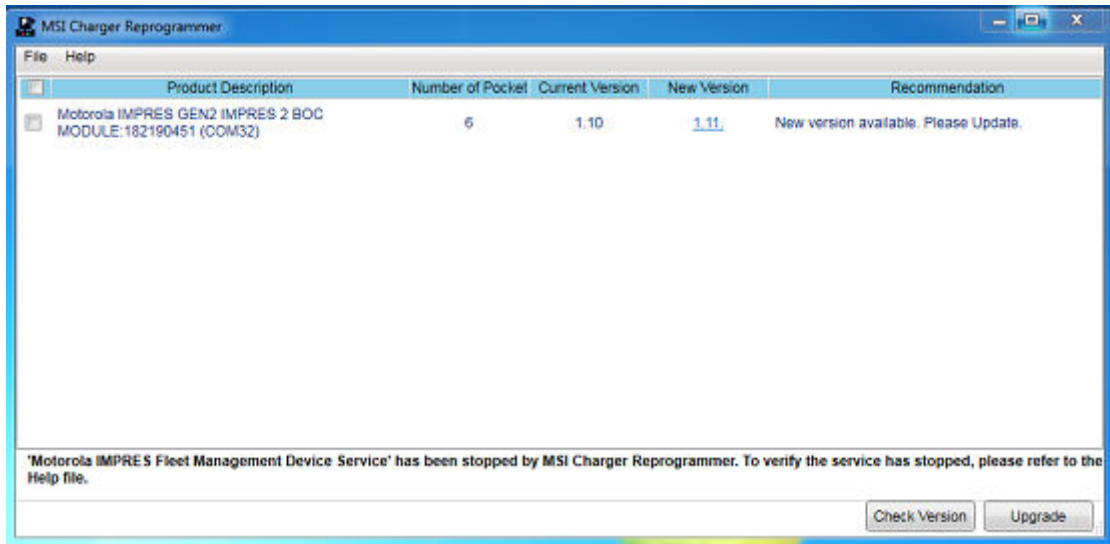 MSI Charger Reprogrammer
File Help
Product Description Number of Pocket Current Version New Version Recommendation
Motorola IMPRES GEN2 IMPRES 2 BOC
MODULE:182190451 (COM32) 6 1.10 1.11. New version available. Please Update.
'Motorola IMPRES Fleet Management Device Service' has been stopped by MSI Charger Reprogrammer. To verify the service has stopped, please refer to the
Help file.
Check Version Upgrade